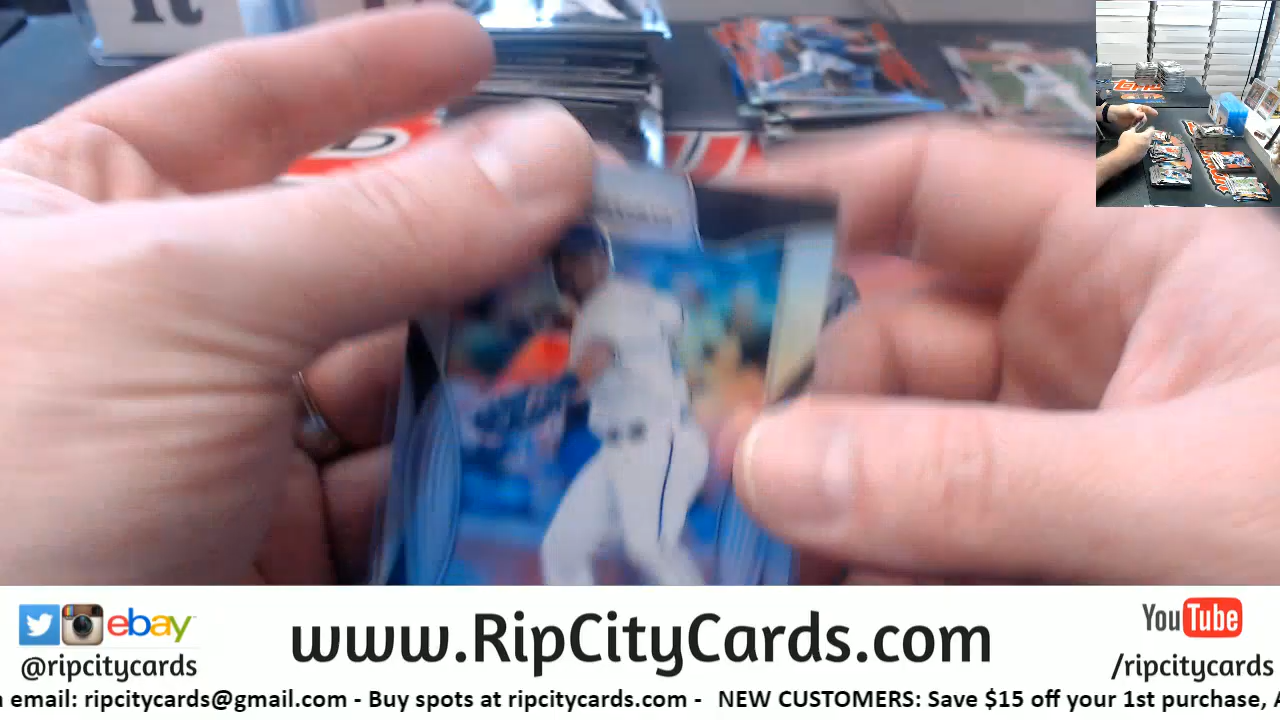 ebay
@ripcitycards
www.RipCityCards.com
YouTube
/ripcitycards
email: ripcitycards@gmail.com - Buy spots at ripcitycards.com - NEW CUSTOMERS: Save $15 off your 1st purchase,